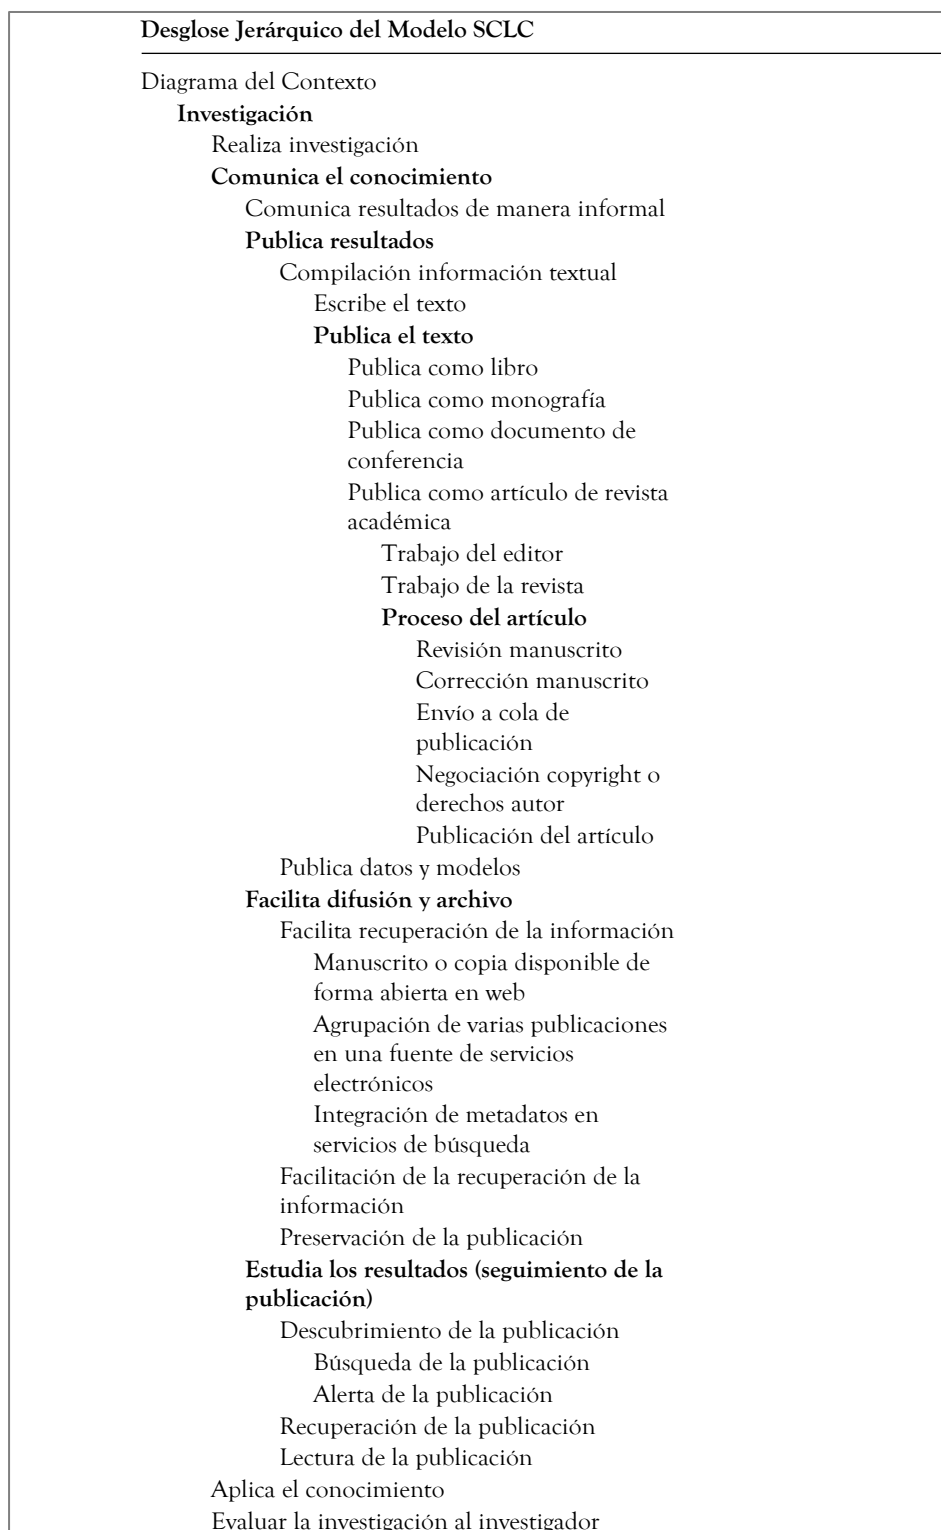 Desglose Jerárquico del Modelo SCLC
Diagrama del Contexto
Investigación
Realiza investigación
Comunica el conocimiento
Comunica resultados de manera informal
Publica resultados
Compilación información textual
Escribe el texto
Publica el texto
Publica como libro
Publica como monografía
Publica como documento de
conferencia
Publica como artículo de revista
académica
Trabajo del editor
Trabajo de la revista
Proceso del artículo
Revisión manuscrito
Corrección manuscrito
Envío a cola de
publicación
Negociación copyright o
derechos autor
Publicación del artículo
Publica datos y modelos
Facilita difusión y archivo
Facilita recuperación de la información
Manuscrito o copia disponible de
forma abierta en web
Agrupación de varias publicaciones
en una fuente de servicios
electrónicos
Integración de metadatos en
servicios de búsqueda
Facilitación de la recuperación de la
información
Preservación de la publicación
Estudia los resultados (seguimiento de la
publicación)
Descubrimiento de la publicación
Búsqueda de la publicación
Alerta de la publicación
Recuperación de la publicación
Lectura de la publicación
Aplica el conocimiento
Evaluar la investigación al investigador